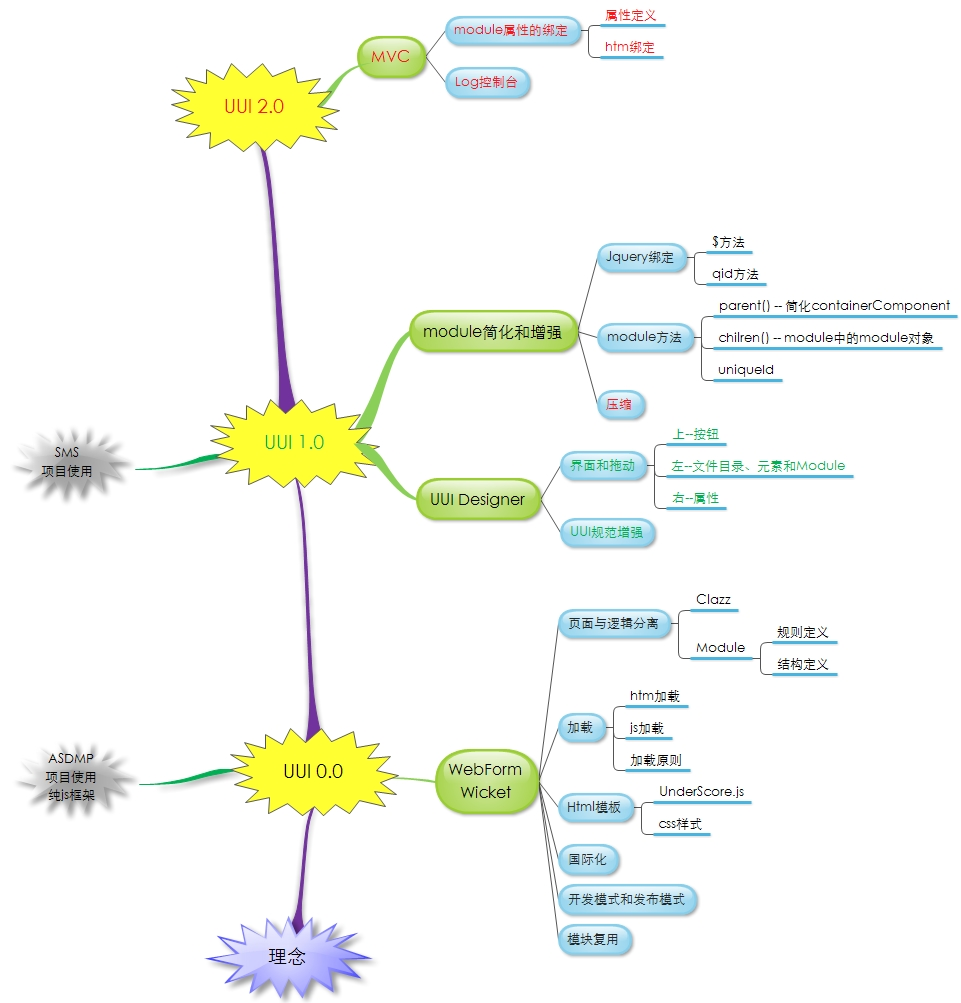 属性定义
module属性的绑定
htm绑定
MVC
Log控制台
UUI 2.0
$方法
Jquery绑定
qid方法
parent() -- 简化containerComponent
module简化和增强
module方法
chilren() -- module中的module对象
uniqueId
压缩
UUI 1.0
SMS
项目使用
上--按钮
界面和拖动
左--文件目录、元素和Module
右--属性
UUI Designer
UUI规范增强
Clazz
页面与逻辑分离
规则定义
Module
结构定义
htm加载
加载
js加载
加载原则
ASDMP
项目使用
纯js框架
UUI 0.0
WebForm
Wicket
UnderScore.js
Html模板
css样式
国际化
开发模式和发布模式
模块复用
理念